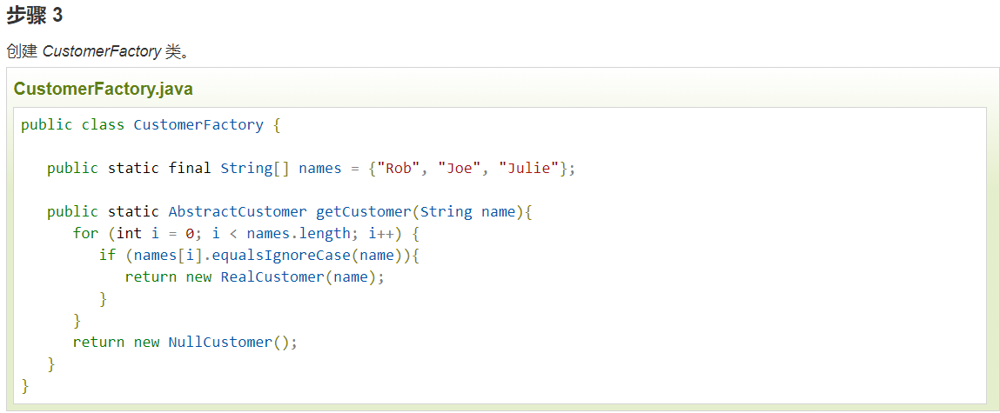 步骤 3
创建 CustomerFactory 类。
CustomerFactory.java
public class CustomerFactory {
   public static final String[] names = {"Rob", "Joe", "Julie"};
   public static AbstractCustomer getCustomer(String name){
      for (int i = 0; i < names.length; i++) {
         if (names[i].equalsIgnoreCase(name)){
            return new RealCustomer(name);
         }
      }
      return new NullCustomer();
   }
}